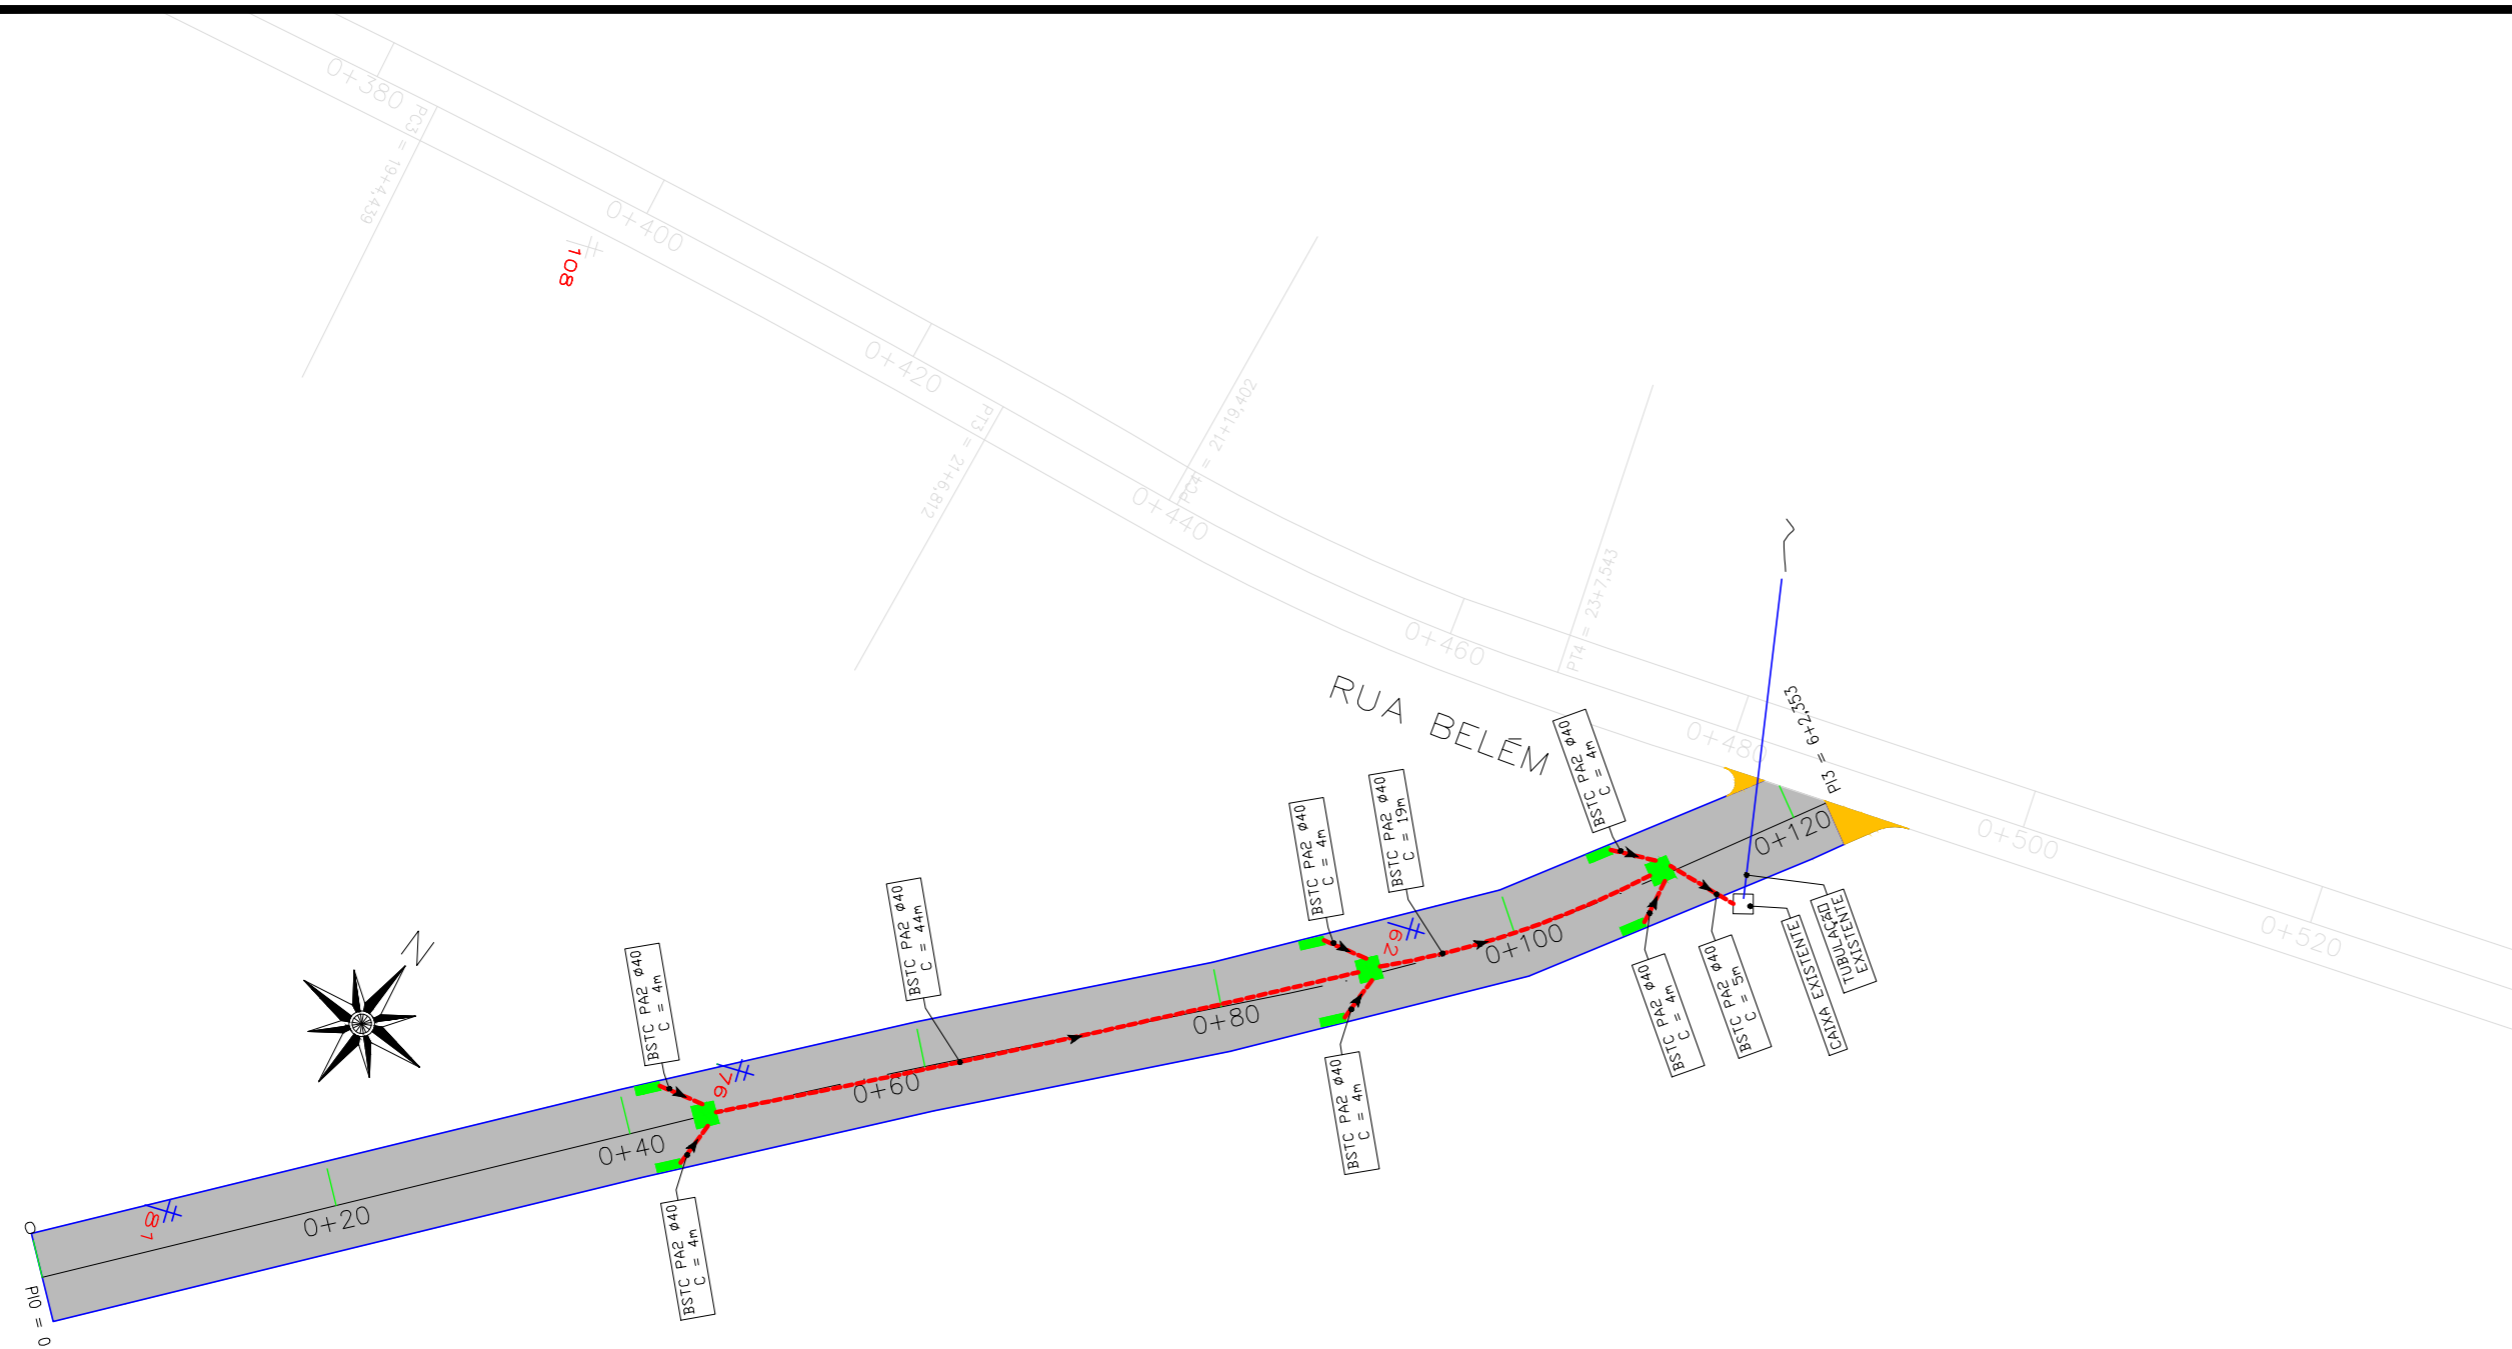 0+380
PC3 = 19+4,439
0+400
108
0+420
PT3 = 21+6,812
PC4 = 21+19,402
0+440
0+460
PT4 = 23+7,543
0+480
PI3 = 6+2,353
0+500
0+520
RUA BELÉM
N
BSTC PA2 ø40
C = 4m
BSTC PA2 ø40
C = 44m
BSTC PA2 ø40
C = 4m
BSTC PA2 ø40
C = 19m
BSTC PA2 ø40
C = 4m
0+120
0+100
62
0+80
0+60
76
0+40
0+20
87
0
PI0 = 0
BSTC PA2 ø40
C = 4m
BSTC PA2 ø40
C = 4m
BSTC PA2 ø40
C = 4m
BSTC PA2 ø40
C = 5m
CAIXA EXISTENTE
TUBULAÇÃO
EXISTENTE